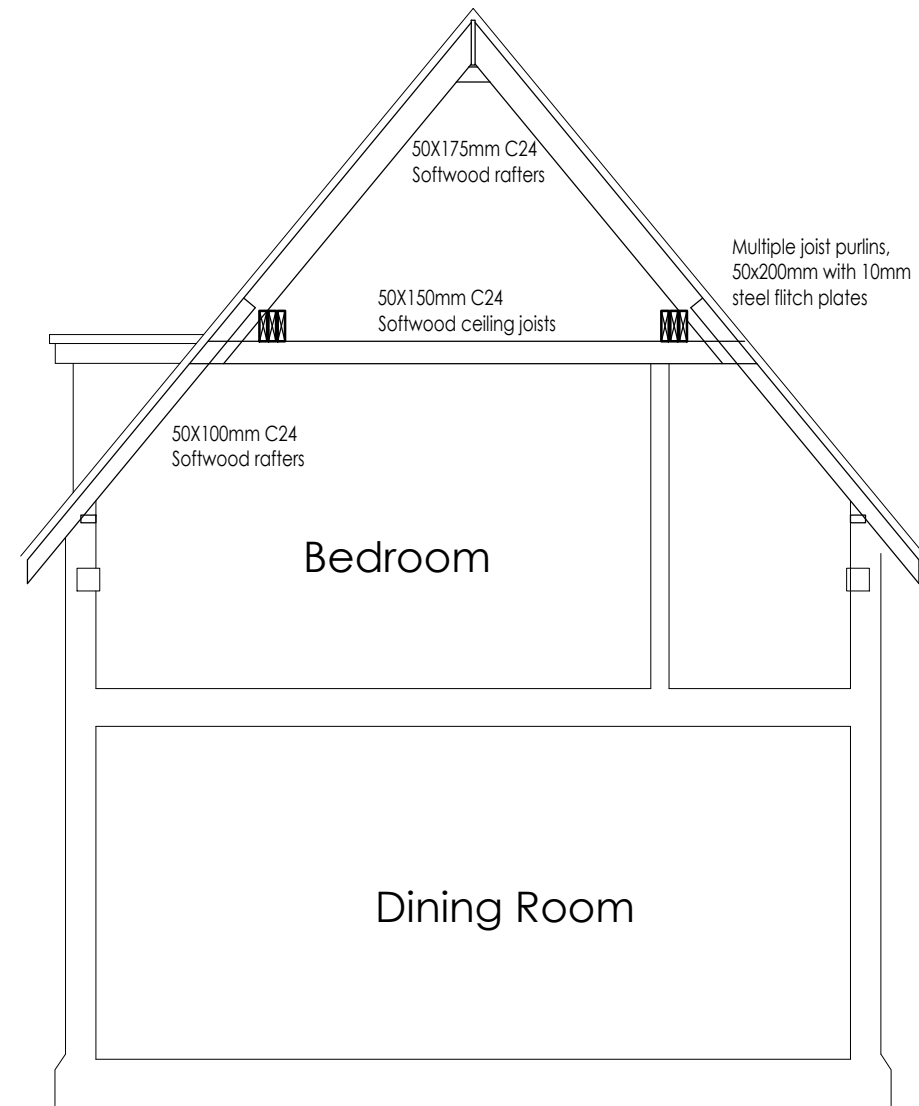 50X175mm C24
Softwood rafters
Multiple joist purlins,
50x200mm with 10mm
steel flitch plates
50X150mm C24
Softwood ceiling joists
50X100mm C24
Softwood rafters
Bedroom
Dining Room